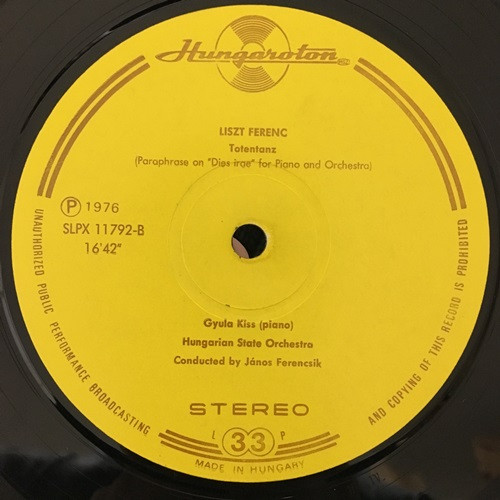 Hungaroton
LISZT FERENC
Totentanz
(Paraphrase on "Dies irae" for Piano and Orchestro)
Ⓟ 1976
SLPX 11792-B
16'42"
Gyula Kiss (piano)
Hungarian State Orchestro
Conducted by János Ferencsik
STEREO
L 33 P
MADE IN HUNGARY
UNAUTHORIZED PUBLIC PERFORMANCE BROADCASTING
AND COPYING OF THIS RECORD IS PROHIBITED